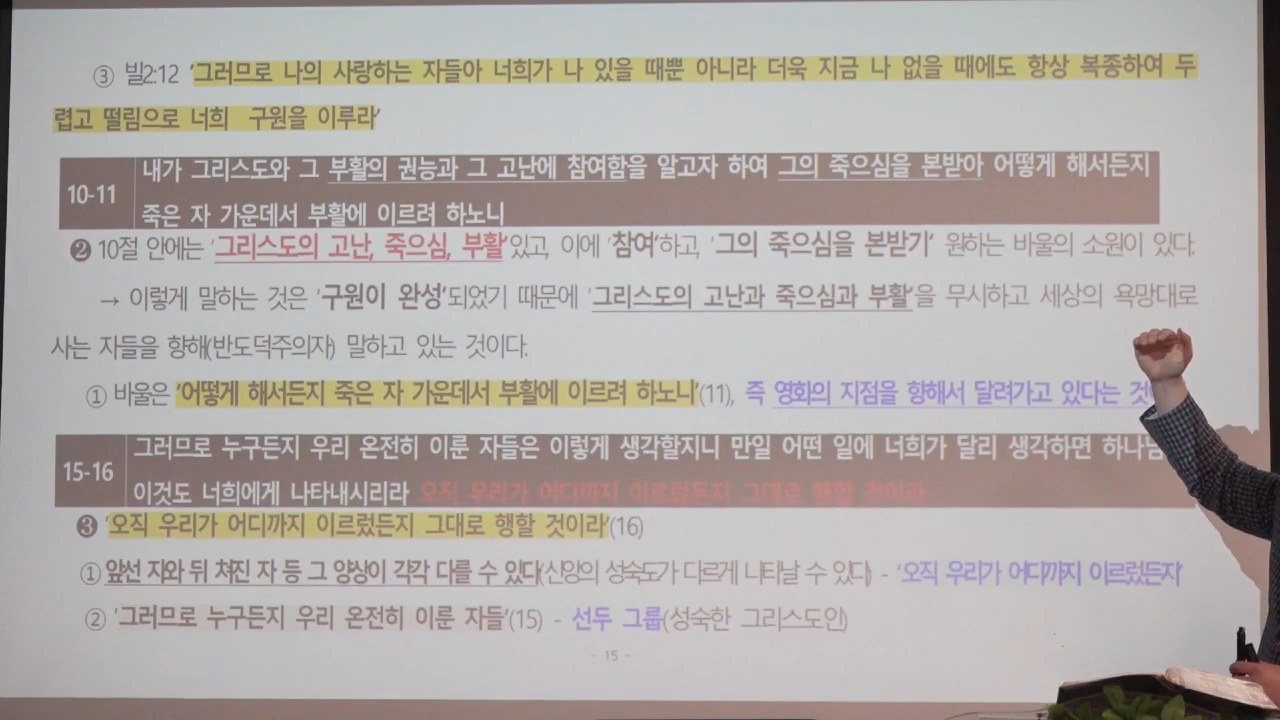 ③ 빌2:12 '그러므로 나의 사랑하는 자들아 너희가 나 있을 때뿐 아니라 더욱 지금 나 없을 때에도 항상 복종하여 두
렵고 떨림으로 너희 구원을 이루라'
10-11
내가 그리스도와 그 부활의 권능과 그 고난에 참여함을 알고자 하여 그의 죽으심을 본받아 어떻게 해서든지
죽은 자 가운데서 부활에 이르려 하노니
❷ 10절 안에는 '그리스도의 고난, 죽으심, 부활'있고, 이에 '참여'하고, '그의 죽으심을 본받기' 원하는 바울의 소원이 있다.
→ 이렇게 말하는 것은 '구원이 완성'되었기 때문에 '그리스도의 고난과 죽으심과 부활'을 무시하고 세상의 욕망대로
사는 자들을 향해(반도덕주의자) 말하고 있는 것이다.
① 바울은 '어떻게 해서든지 죽은 자 가운데서 부활에 이르려 하노니'(11), 즉 영화의 지점을 향해서 달려가고 있다는
15-16
그러므로 누구든지 우리 온전히 이룬 자들은 이렇게 생각할지니 만일 어떤 일에 너희가 달리 생각하면
이것도 너희에게 나타내시리라 오직 우리가 어디까지 이르렀든지 그대로 행할 것이라
❸ '오직 우리가 어디까지 이르렀든지 그대로 행할 것이라'(16)
① 앞선 자와 뒤 쳐진 자 등 그 양상이 각각 다를 수 있다(신앙의 성숙도가 다르게 나타날 수 있다) - '오직 우리가 어디까지 이르렀든지'
② '그러므로 누구든지 우리 온전히 이룬 자들'(15) - 선두 그룹(성숙한 그리스도인)
- 15 -